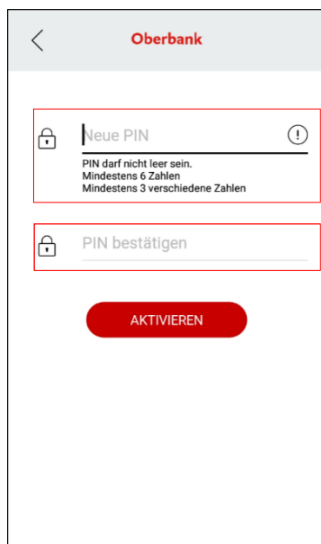 Oberbank
Neue PIN
PIN darf nicht leer sein.
Mindestens 6 Zahlen
Mindestens 3 verschiedene Zahlen
PIN bestätigen
AKTIVIEREN